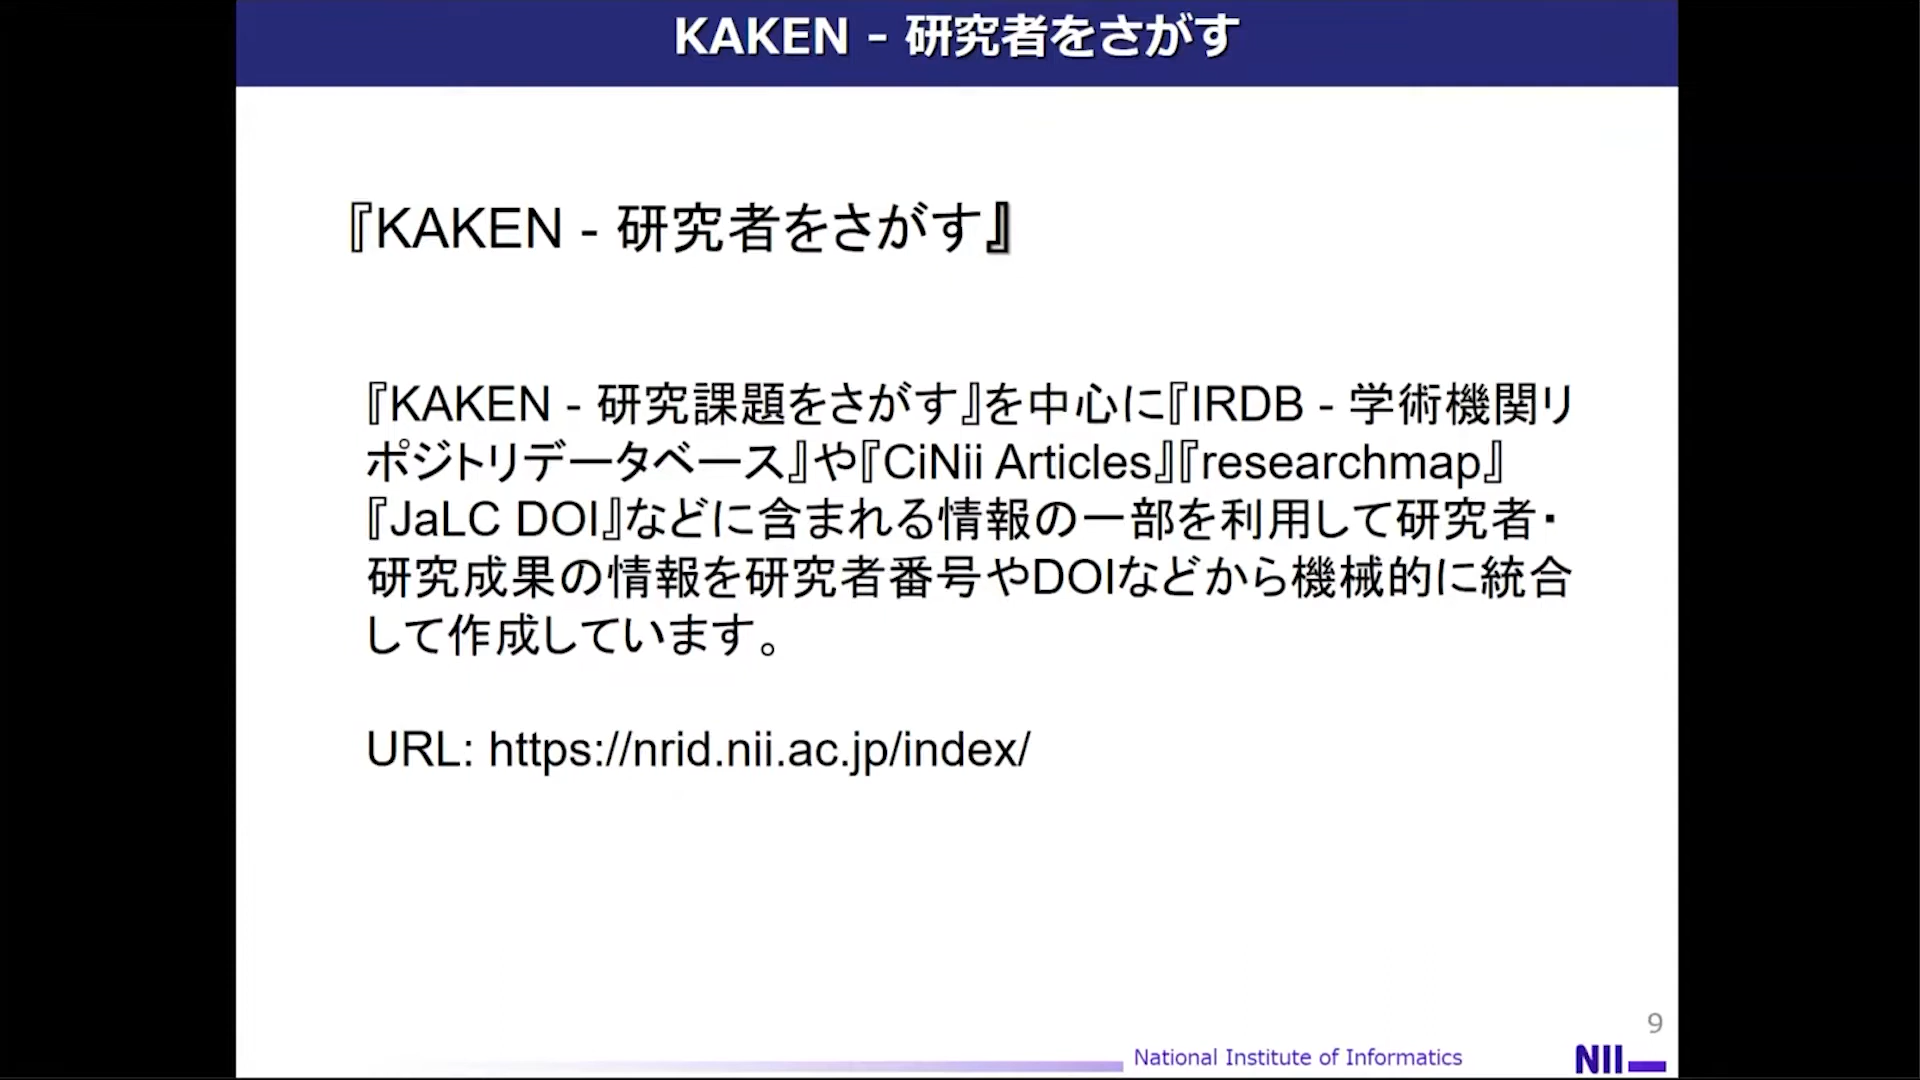 KAKEN – 研究者をさがす
『KAKEN - 研究者をさがす』
『KAKEN - 研究課題をさがす』を中心に『IRDB - 学術機関リ
ポジトリデータベース』や『CiNii Articles』『researchmap』
『JaLC DOI』などに含まれる情報の一部を利用して研究者・
研究成果の情報を研究者番号やDOIなどから機械的に統合
して作成しています。
URL: https://nrid.nii.ac.jp/index/
9
National Institute of Informatics
NII